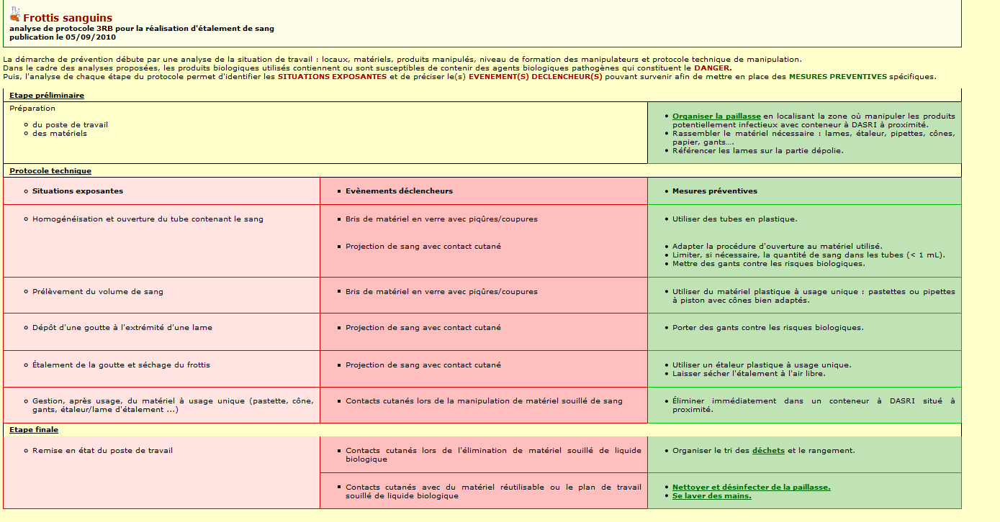 Frottis sanguins
analyse de protocole 3RB pour la réalisation d'étalement de sang
publication le 05/09/2010
La démarche de prévention débute par une analyse de la situation de travail : locaux, matériels, produits manipulés, niveau de formation des manipulateurs et protocole technique de manipulation.
Dans le cadre des analyses proposées, les produits biologiques utilisés contiennent ou sont susceptibles de contenir des agents biologiques pathogènes qui constituent le DANGER.
Puis, l'analyse de chaque étape du protocole permet d'identifier les SITUATIONS EXPOSANTES et de préciser le(s) EVENEMENT(S) DECLENCHEUR(S) pouvant survenir afin de mettre en place des MESURES PREVENTIVES spécifiques.
Etape préliminaire
Préparation
du poste de travail
des matériels
Organiser la paillasse en localisant la zone où manipuler les produits
potentiellement infectieux avec conteneur à DASRI à proximité.
Rassembler le matériel nécessaire : lames, étaleur, pipettes, cônes,
papier, gants....
Référencer les lames sur la partie dépolie.
Protocole technique
Situations exposantes
Evènements déclencheurs
Mesures préventives
Homogénéisation et ouverture du tube contenant le sang
Bris de matériel en verre avec piqûres/coupures
Utiliser des tubes en plastique.
Projection de sang avec contact cutané
Adapter la procédure d'ouverture au matériel utilisé.
Limiter, si nécessaire, la quantité de sang dans les tubes (< 1 mL).
Mettre des gants contre les risques biologiques.
Prélèvement du volume de sang
Bris de matériel en verre avec piqûres/coupures
Utiliser du matériel plastique à usage unique : pastettes ou pipettes
à piston avec cônes bien adaptés.
Dépôt d'une goutte à l'extrémité d'une lame
Projection de sang avec contact cutané
Porter des gants contre les risques biologiques.
Étalement de la goutte et séchage du frottis
Projection de sang avec contact cutané
Utiliser un étaleur plastique à usage unique.
Laisser sécher l'étalement à l'air libre.
Gestion, après usage, du matériel à usage unique (pastette, cône,
gants, étaleur/lame d'étalement ...)
Contacts cutanés lors de la manipulation de matériel souillé de sang
Éliminer immédiatement dans un conteneur à DASRI situé à
proximité.
Etape finale
Remise en état du poste de travail
Contacts cutanés lors de l'élimination de matériel souillé de liquide
biologique
Organiser le tri des déchets et le rangement.
Contacts cutanés avec du matériel réutilisable ou le plan de travail
souillé de liquide biologique
Nettoyer et désinfecter de la paillasse.
Se laver des mains.